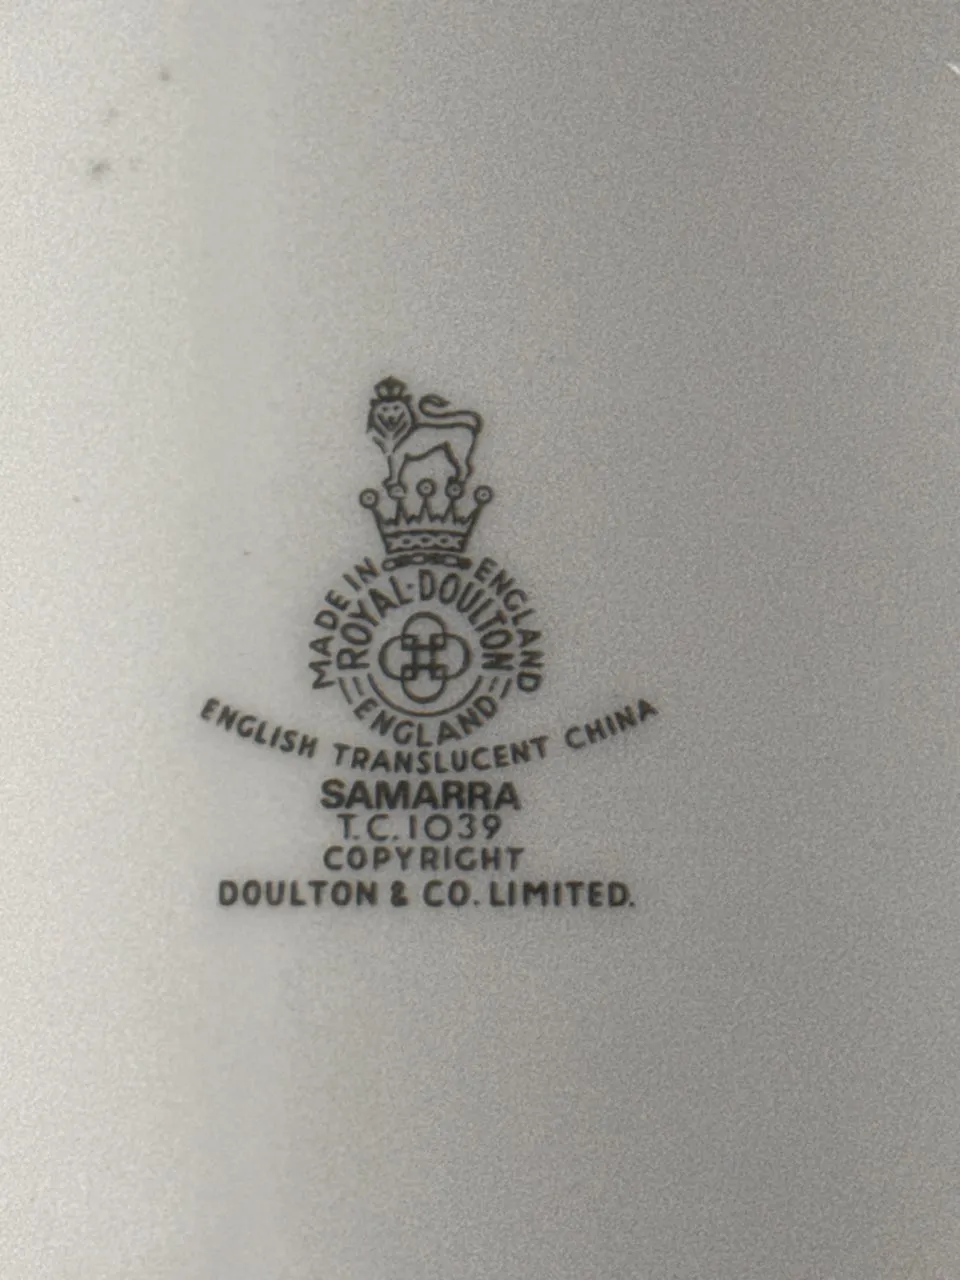 MADE IN ENGLAND
ROYAL·DOULTON
ENGLAND
ENGLISH TRANSLUCENT CHINA
SAMARRA
T.C.1039
COPYRIGHT
DOULTON & CO. LIMITED.